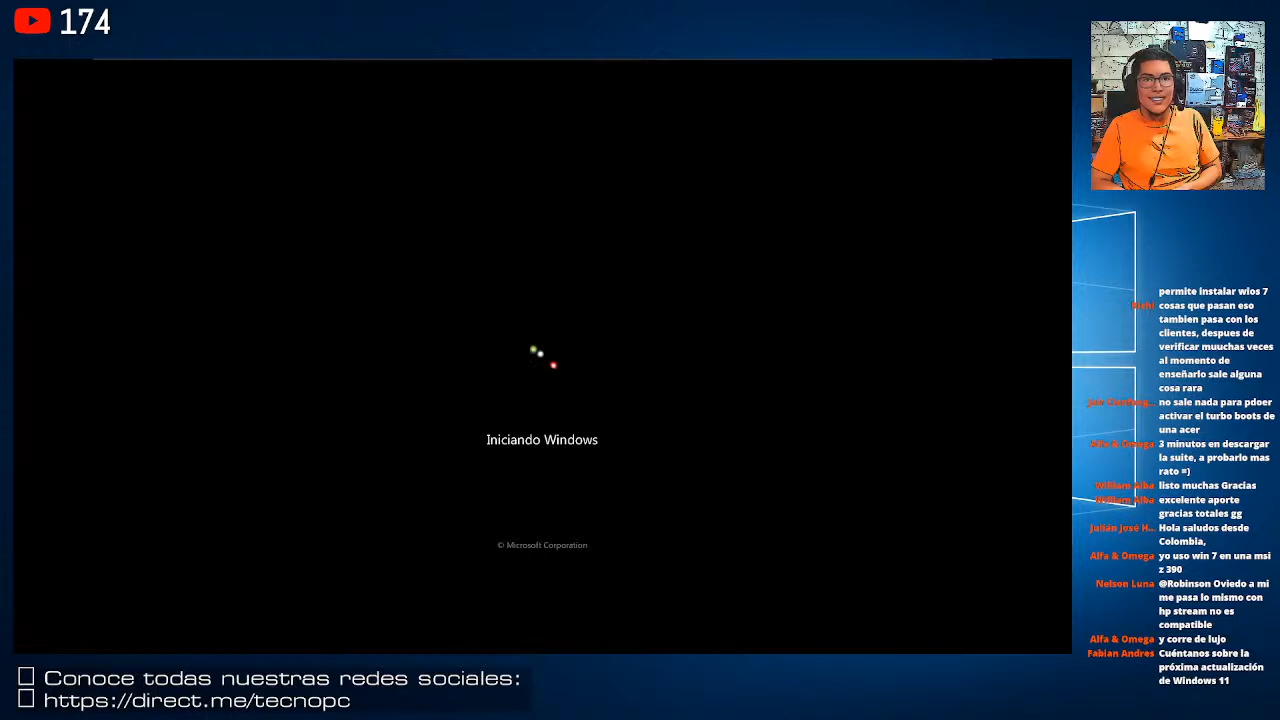 174
Iniciando Windows
© Microsoft Corporation
permite instalar wios 7
cosas que pasan eso
tambien pasa con los
clientes, despues de
verificar muuchas veces
al momento de
enseñarlo sale alguna
cosa rara
no sale nada para pdoer
activar el turbo boots de
una acer
Alfa & Omega 3 minutos en descargar
la suite, a probarlo mas
rato =)
William Alba listo muchas Gracias
William Alba excelente aporte
gracias totales gg
Julián José H... Hola saludos desde
Colombia,
Alfa & Omega yo uso win 7 en una msi
z 390
Nelson Luna @Robinson Oviedo a mi
me pasa lo mismo con
hp stream no es
compatible
Alfa & Omega y corre de lujo
Fabian Andres Cuéntanos sobre la
próxima actualización
de Windows 11
Conoce todas nuestras redes sociales:
https://direct.me/tecnopc